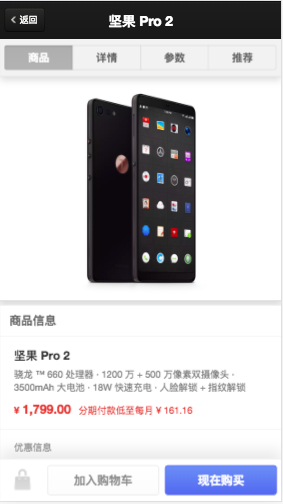 返回
坚果 Pro 2
商品
详情
参数
推荐
商品信息
坚果 Pro 2
骁龙 ™ 660 处理器 · 1200 万 + 500 万像素双摄像头 ·
3500mAh 大电池 · 18W 快速充电 · 人脸解锁 + 指纹解锁
¥ 1,799.00 分期付款低至每月 ¥ 161.16
优惠信息
加入购物车
现在购买